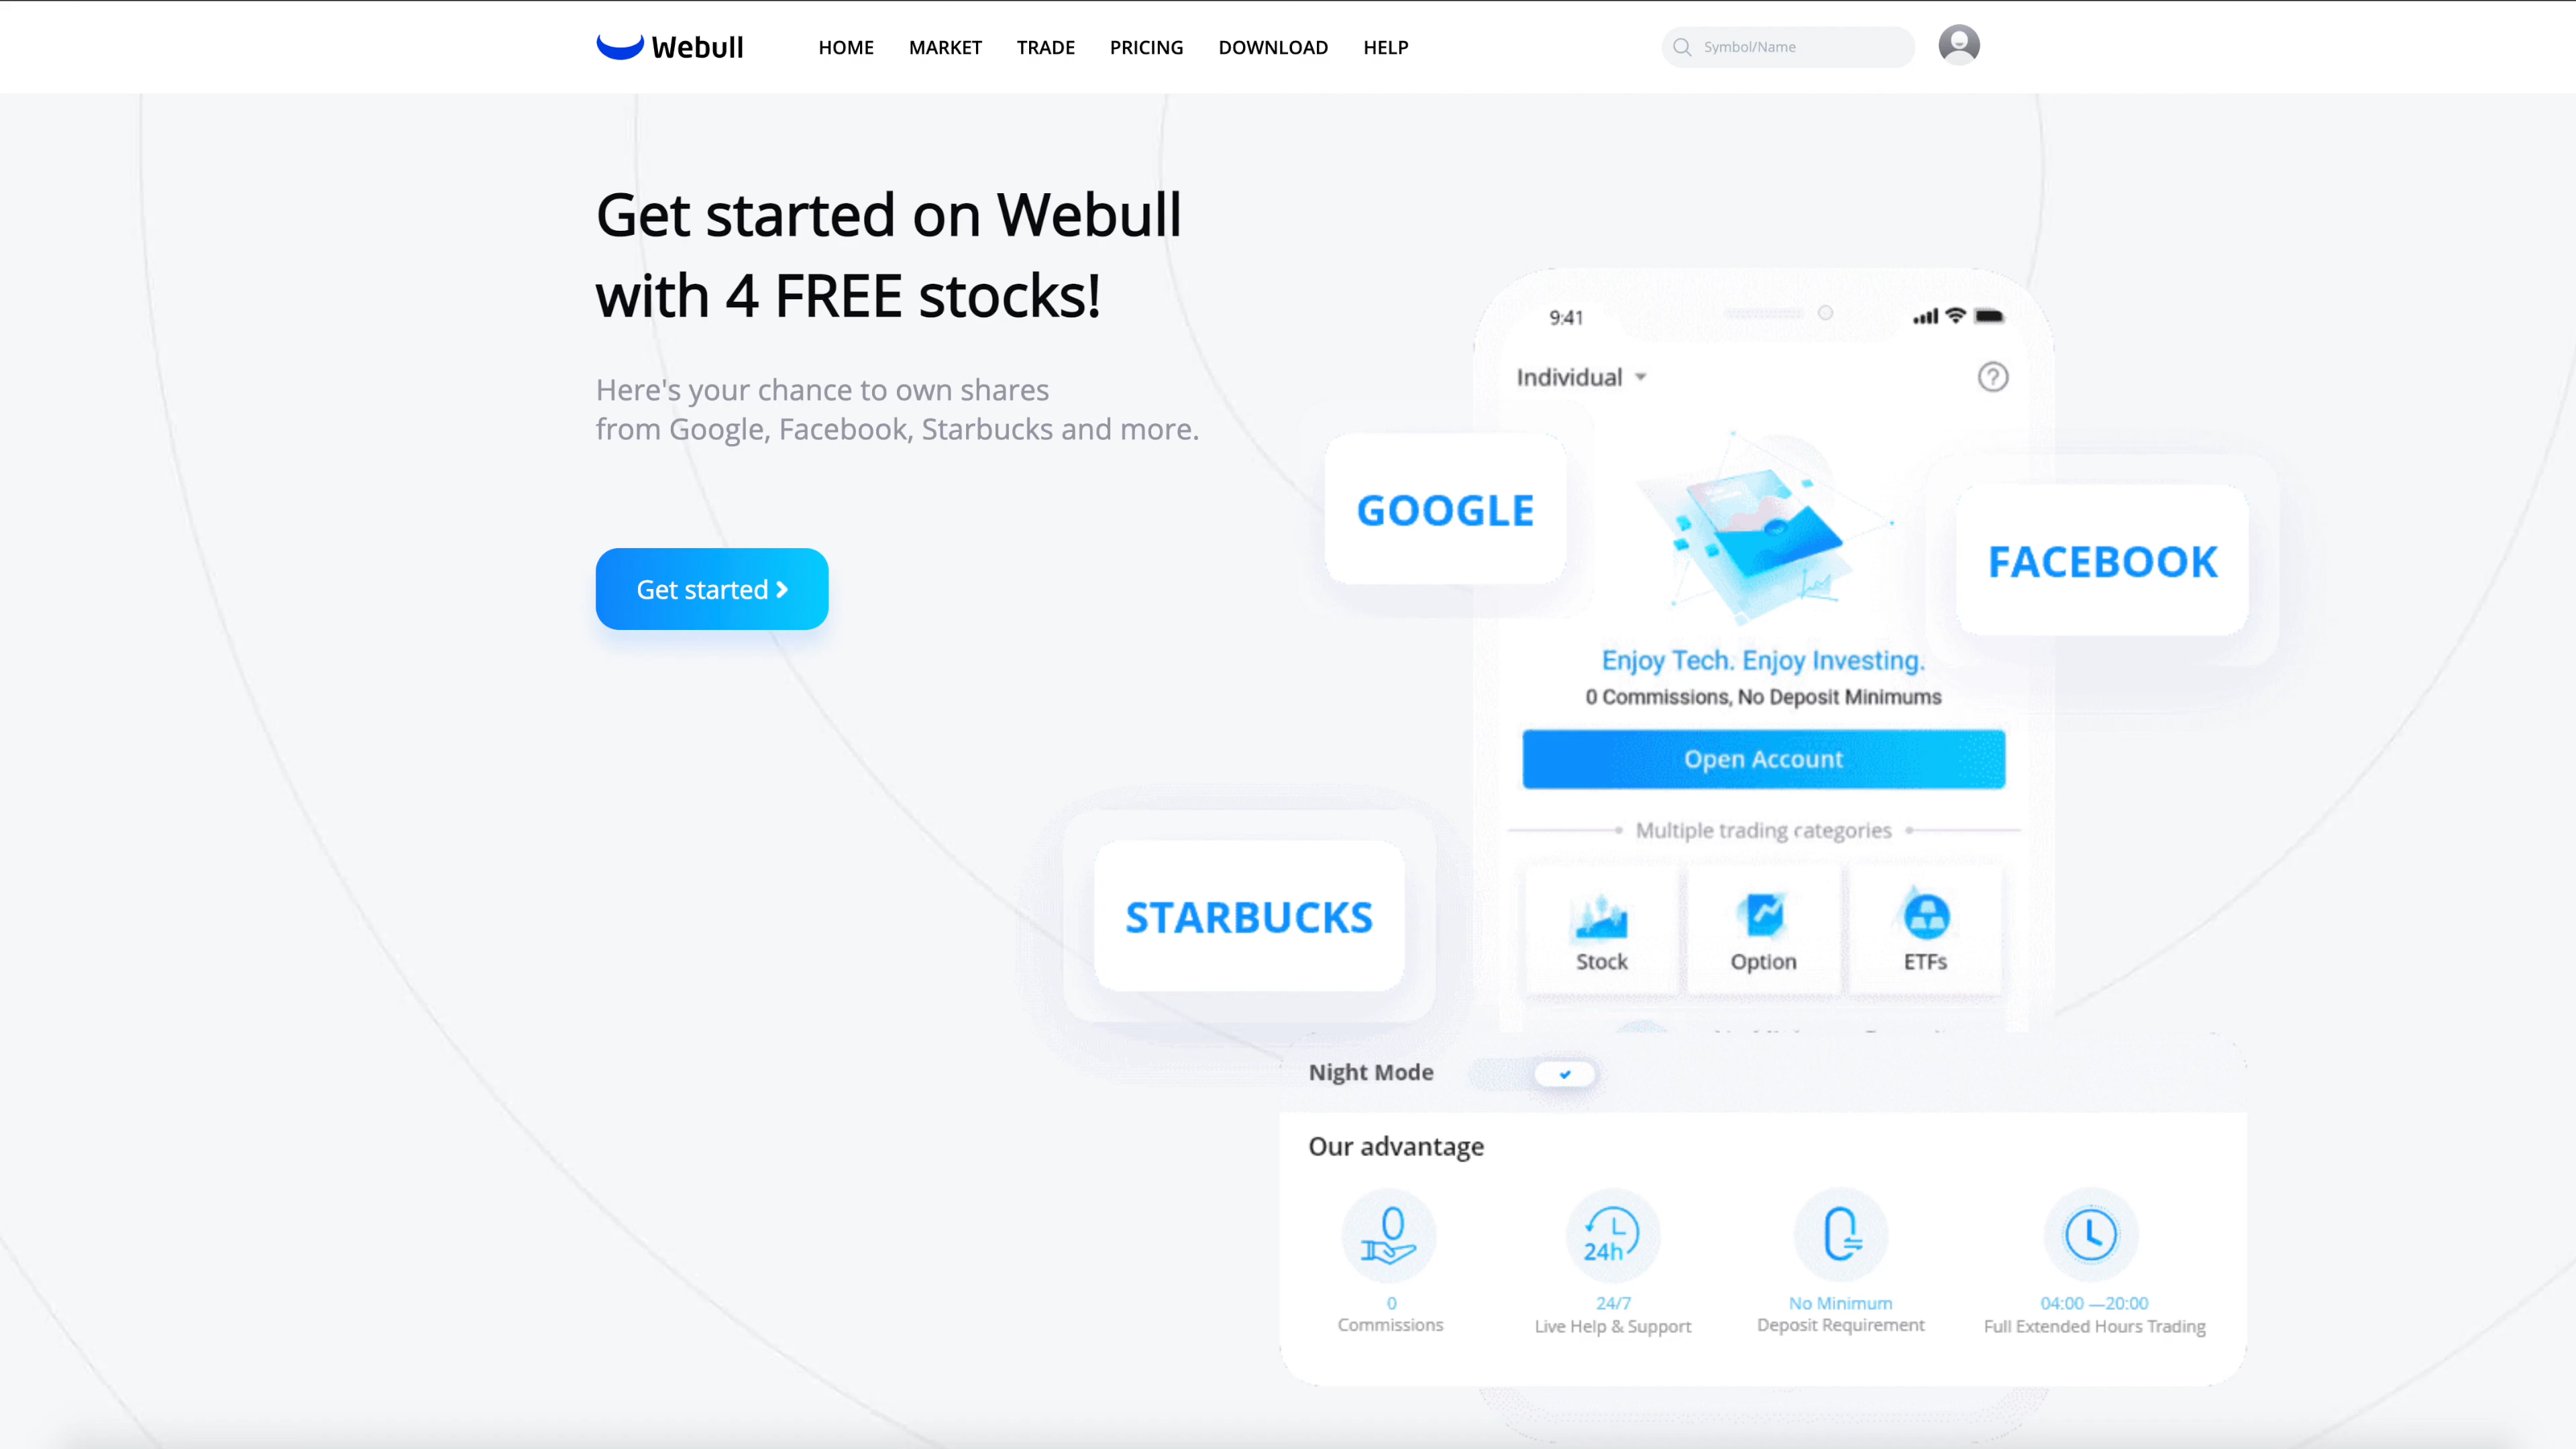 Webull
HOME
MARKET
TRADE
PRICING
DOWNLOAD
HELP
Symbol/Name
Get started on Webull
with 4 FREE stocks!
Here's your chance to own shares
from Google, Facebook, Starbucks and more.
Get started
9:41
Individual
?
GOOGLE
FACEBOOK
Enjoy Tech. Enjoy Investing.
0 Commissions, No Deposit Minimums
Open Account
Multiple trading categories
STARBUCKS
Stock
Option
ETFs
Night Mode
Our advantage
0
24h
0
Commissions
24/7
Live Help & Support
No Minimum
Deposit Requirement
04:00 —20:00
Full Extended Hours Trading